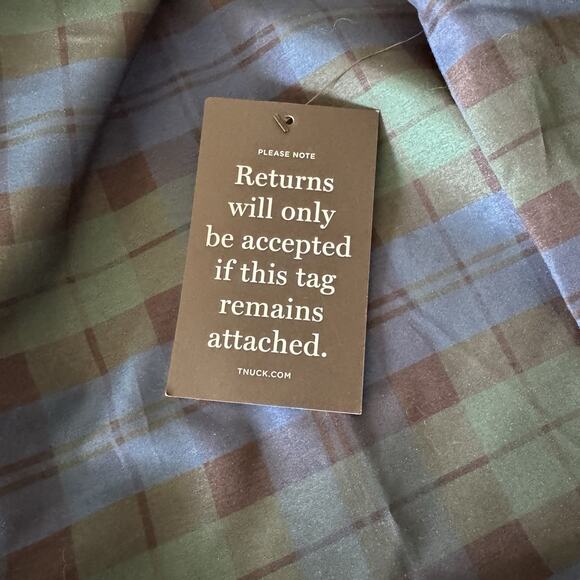 PLEASE NOTE
Returns
will only
be accepted
if this tag
remains
attached.
TNUCK.COM